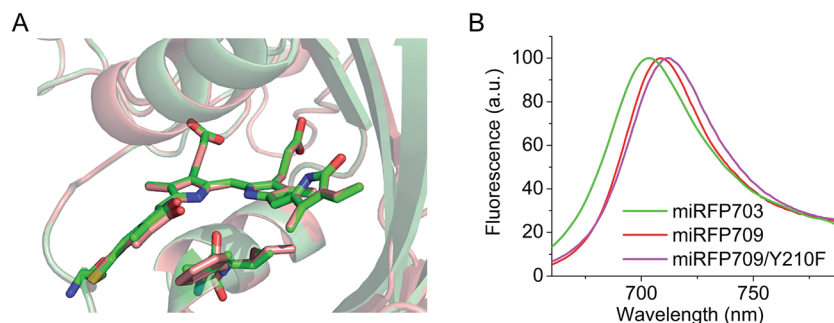 A
B
Fluorescence (a.u.)
100
80
60
40
20
0
miRFP703
miRFP709
miRFP709/Y210F
700
750
Wavelength (nm)